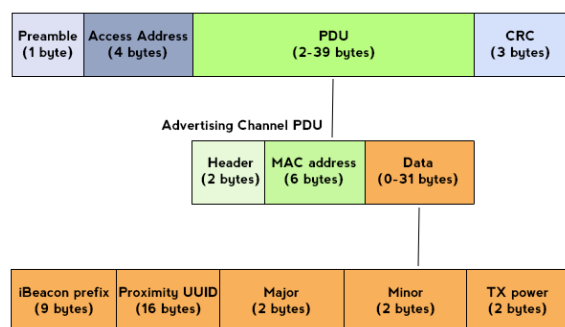 Preamble
(1 byte)
Access Address
(4 bytes)
PDU
(2-39 bytes)
CRC
(3 bytes)
Advertising Channel PDU
Header
(2 bytes)
MAC address
(6 bytes)
Data
(0-31 bytes)
iBeacon prefix
(9 bytes)
Proximity UUID
(16 bytes)
Major
(2 bytes)
Minor
(2 bytes)
TX power
(2 bytes)